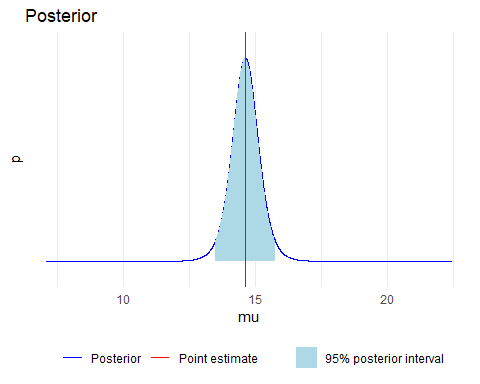 Posterior
p
10 15 20
mu
Posterior Point estimate 95% posterior interval